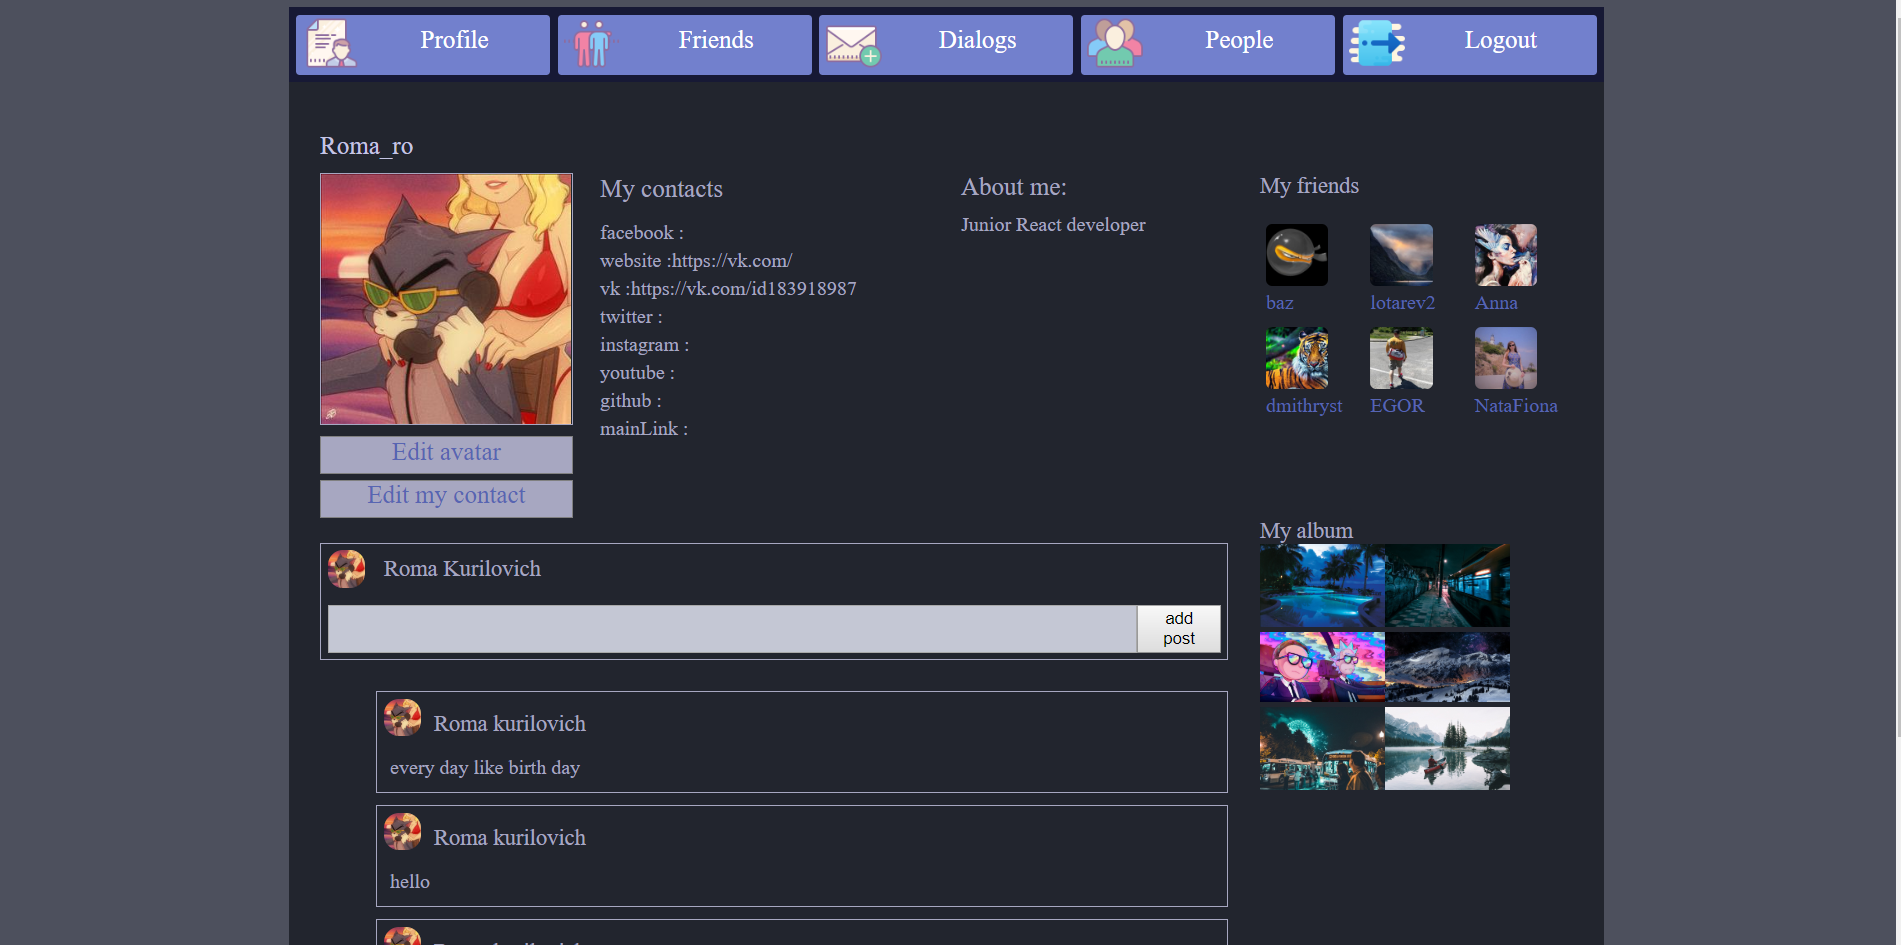 Profile
Friends
Dialogs
People
Logout
Roma_ro
My contacts
facebook :
website :https://vk.com/
vk :https://vk.com/id183918987
twitter :
instagram :
youtube :
github :
mainLink :
About me:
Junior React developer
My friends
baz
lotarev2
Anna
dmithryst
EGOR
NataFiona
Edit avatar
Edit my contact
My album
Roma Kurilovich
add
post
Roma kurilovich
every day like birth day
Roma kurilovich
hello